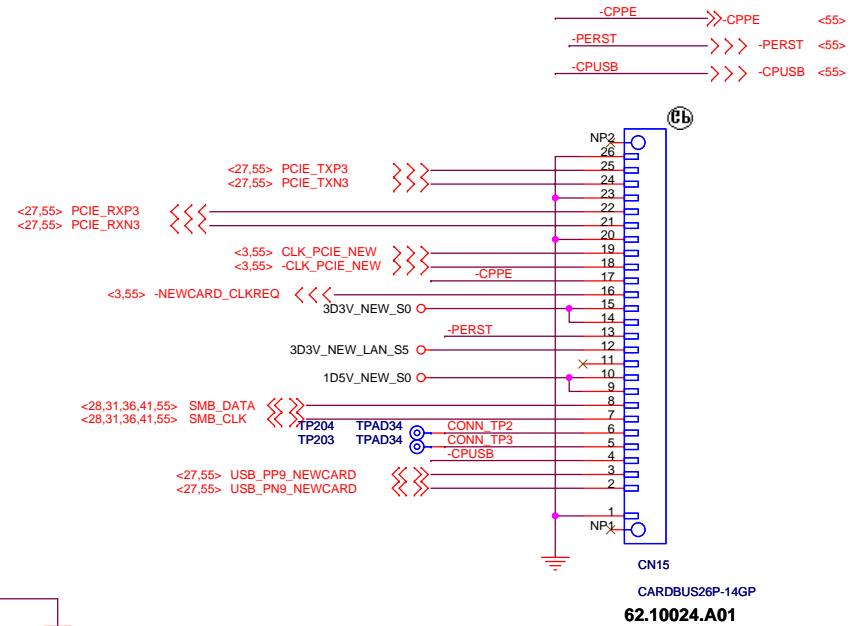 -CPPE -CPPE <55>
-PERST -PERST <55>
-CPUSB -CPUSB <55>
NP2
26
<27,55> PCIE_TXP3 25
<27,55> PCIE_TXN3 24
23
<27,55> PCIE_RXP3 22
<27,55> PCIE_RXN3 21
20
<3,55> CLK_PCIE_NEW 19
<3,55> -CLK_PCIE_NEW 18
-CPPE 17
<3,55> -NEWCARD_CLKREQ 16
3D3V_NEW_S0 15
14
-PERST 13
3D3V_NEW_LAN_S5 12
11
1D5V_NEW_S0 10
9
<28,31,36,41,55> SMB_DATA 8
<28,31,36,41,55> SMB_CLK 7
TP204 TPAD34 CONN_TP2 6
TP203 TPAD34 CONN_TP3 5
-CPUSB 4
<27,55> USB_PP9_NEWCARD 3
<27,55> USB_PN9_NEWCARD 2
1
NP1
CN15
CARDBUS26P-14GP
62.10024.A01